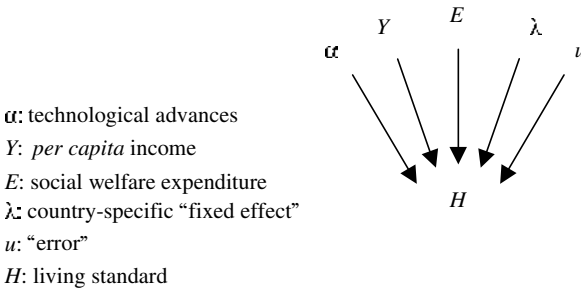 E
Y λ
α u
α: technological advances
Y: per capita income
E: social welfare expenditure
λ: country-specific “fixed effect”
u: “error”
H: living standard
H